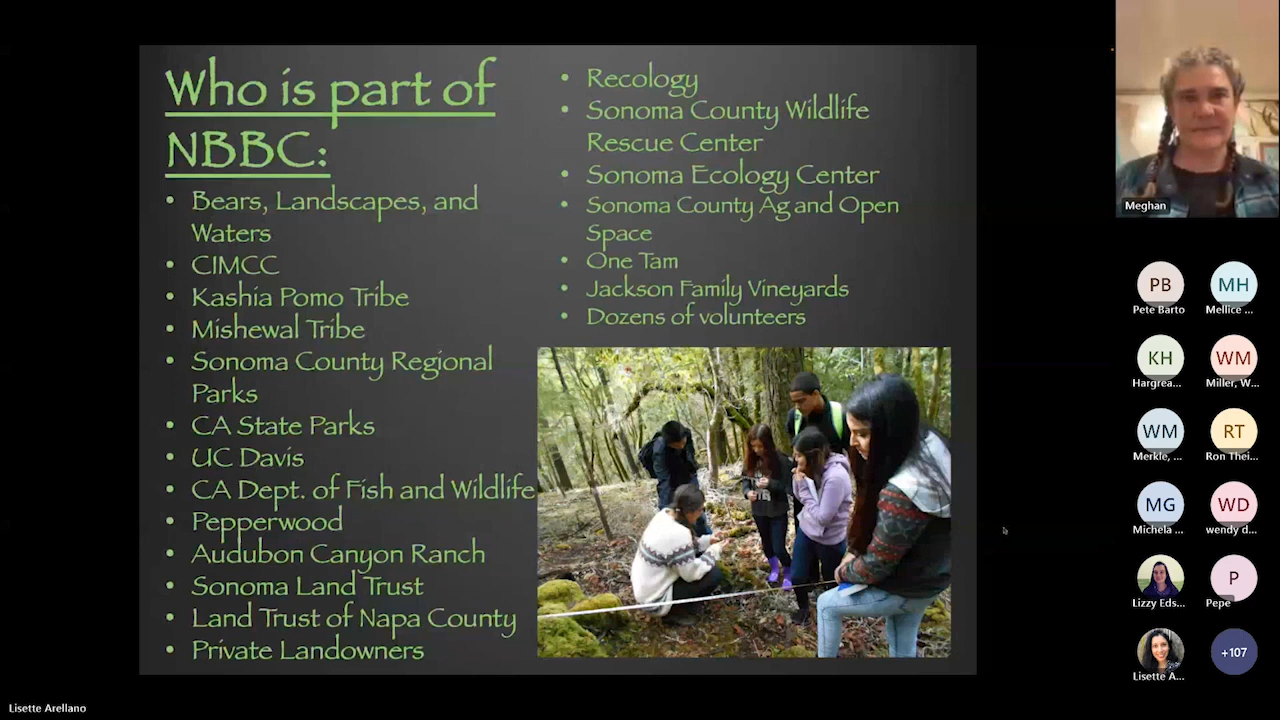 Who is part of
NBBC:
• Bears, Landscapes, and
Waters
• CIMCC
• Kashia Pomo Tribe
• Mishewal Tribe
• Sonoma County Regional
Parks
• CA State Parks
• UC Davis
• CA Dept. of Fish and Wildlife
• Pepperwood
• Audubon Canyon Ranch
• Sonoma Land Trust
• Land Trust of Napa County
• Private Landowners
• Recology
• Sonoma County Wildlife
Rescue Center
• Sonoma Ecology Center
• Sonoma County Ag and Open
Space
• One Tam
• Jackson Family Vineyards
• Dozens of volunteers
Meghan
PB
Pete Barto
MH
Mellice ...
KH
Hargrea...
WM
Miller, W...
WM
Merkle, ...
RT
Ron Thei...
MG
Michela ...
WD
wendy d...
Lizzy Eds...
P
Pepe
Lisette A...
+107
Lisette Arellano